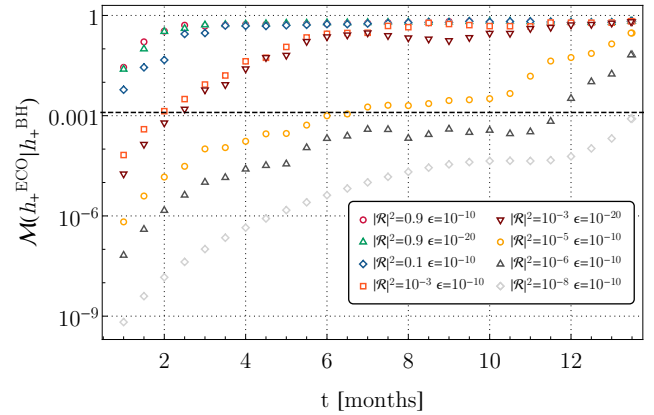 1
0.001
10⁻⁶
10⁻⁹
𝓜(h₊ᴱᶜᴼ|h₊ᴮᴴ)
|𝓡|²=0.9 ϵ=10⁻¹⁰
|𝓡|²=0.9 ϵ=10⁻²⁰
|𝓡|²=0.1 ϵ=10⁻¹⁰
|𝓡|²=10⁻³ ϵ=10⁻¹⁰
|𝓡|²=10⁻³ ϵ=10⁻²⁰
|𝓡|²=10⁻⁵ ϵ=10⁻¹⁰
|𝓡|²=10⁻⁶ ϵ=10⁻¹⁰
|𝓡|²=10⁻⁸ ϵ=10⁻¹⁰
2 4 6 8 10 12
t [months]